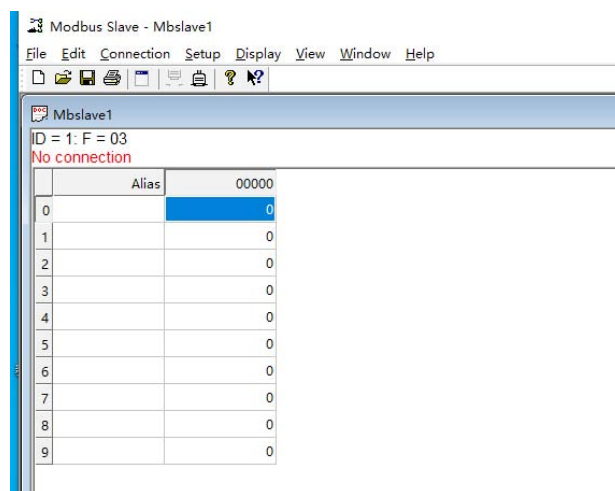 Modbus Slave - Mbslave1
File Edit Connection Setup Display View Window Help
Mbslave1
ID = 1: F = 03
No connection
Alias 00000
0 0
1 0
2 0
3 0
4 0
5 0
6 0
7 0
8 0
9 0